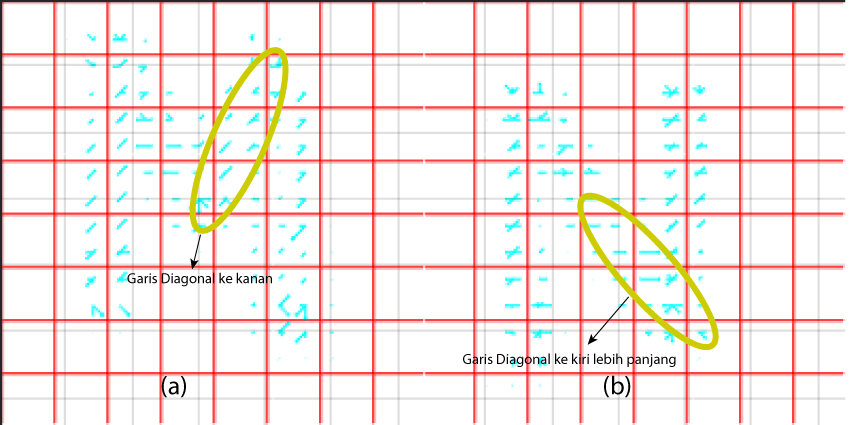 Garis Diagonal ke kanan
Garis Diagonal ke kiri lebih panjang
(a)
(b)